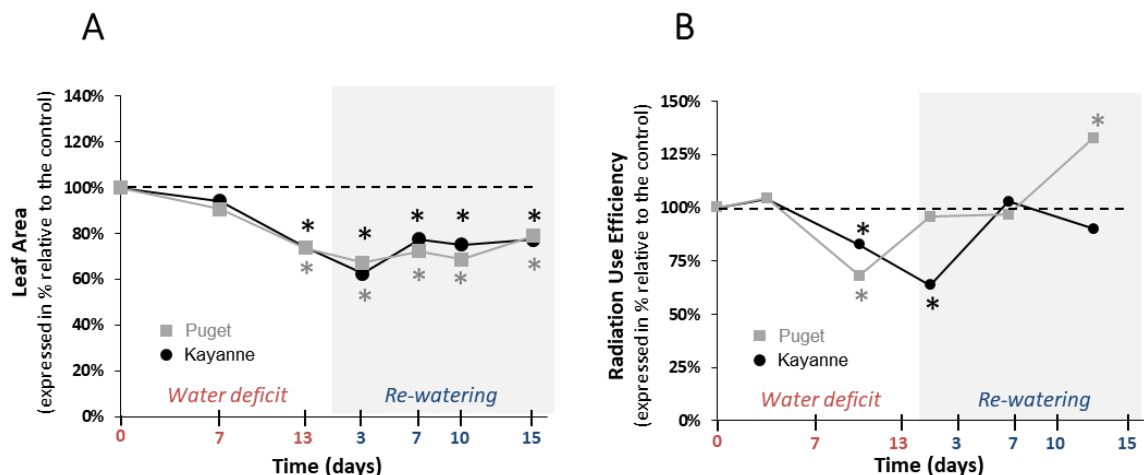 A
Leaf Area
(expressed in % relative to the control)
140%
120%
100%
80%
60%
40%
20%
0%
* * * * *
* * * * *
Puget
Kayanne
Water deficit
Re-watering
0 7 13 3 7 10 15
Time (days)
B
Radiation Use Efficiency
(expressed in % relative to the control)
150%
125%
100%
75%
50%
25%
0%
*
*
*
*
Puget
Kayanne
Water deficit
Re-watering
0 7 13 3 7 10 15
Time (days)